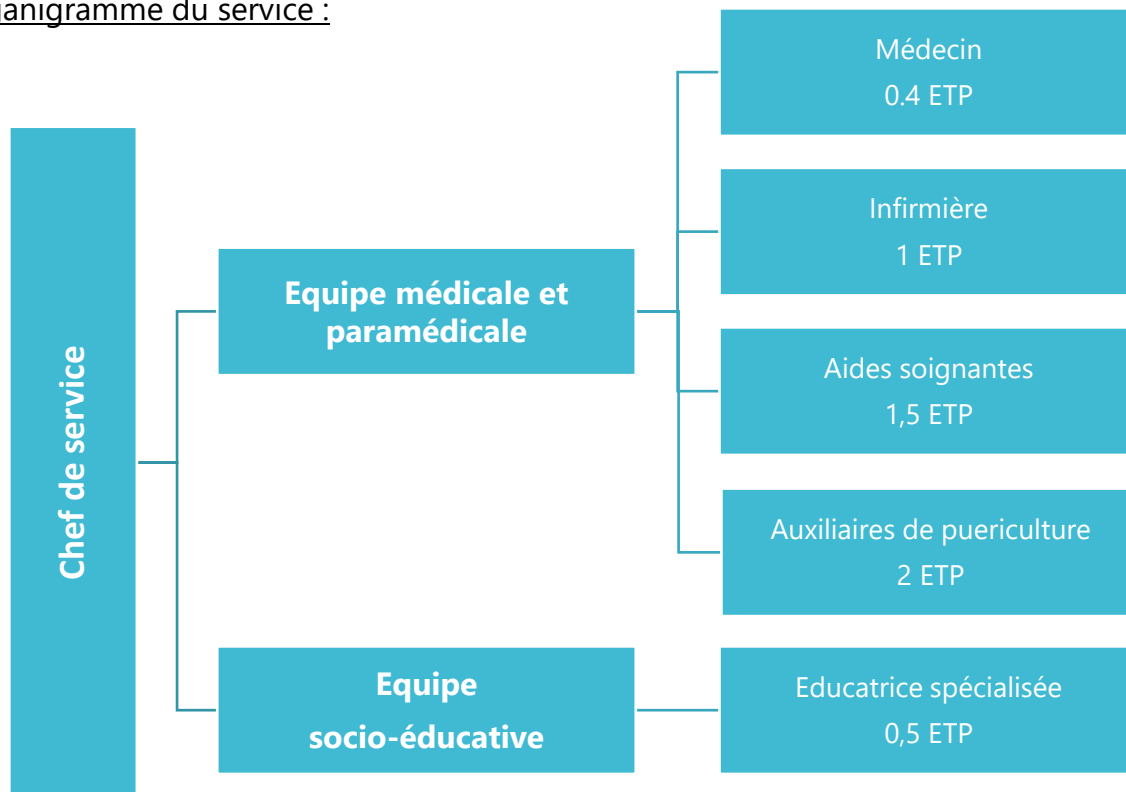 anigramme du service :
Chef de service
Equipe médicale et
paramédicale
Médecin
0.4 ETP
Infirmière
1 ETP
Aides soignantes
1,5 ETP
Auxiliaires de puericulture
2 ETP
Equipe
socio-éducative
Educatrice spécialisée
0,5 ETP